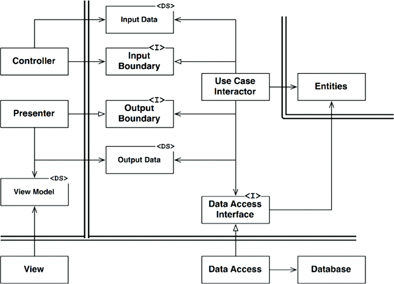 <DS>
Input Data
<I>
Controller
Input
Boundary
Use Case
Interactor
Entities
<I>
Presenter
Output
Boundary
<DS>
Output Data
<DS>
View Model
<I>
Data Access
Interface
View
Data Access
Database